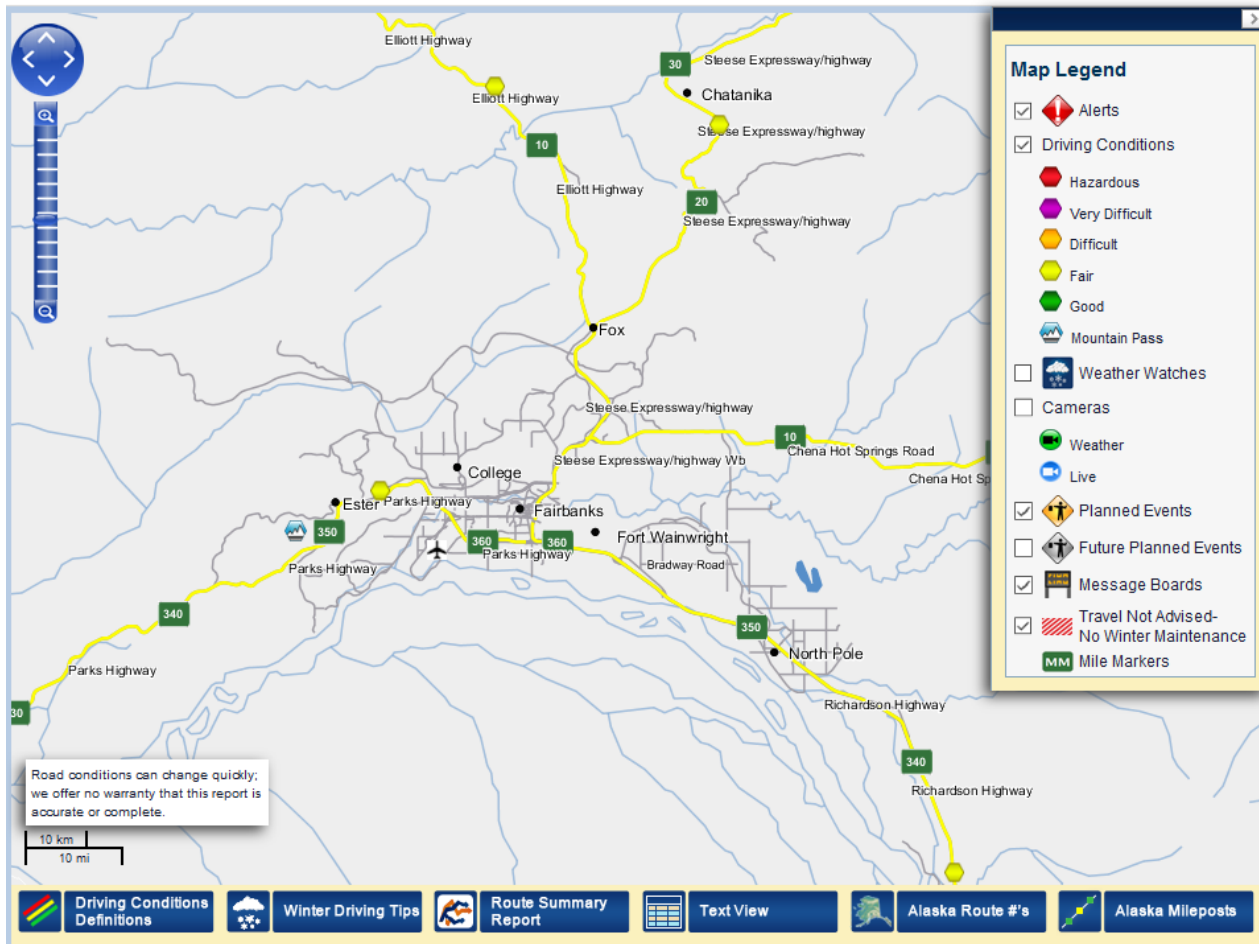 Elliott Highway
30
Steese Expressway/highway
Chatanika
Elliott Highway
Steese Expressway/highway
10
Elliott Highway
20
Steese Expressway/highway
Fox
Steese Expressway/highway
10
Chena Hot Springs Road
Steese Expressway/highway Wb
College
Chena Hot Sp
Ester
Parks Highway
Fairbanks
350
360
360
Fort Wainwright
Parks Highway
Parks Highway
Bradway Road
340
350
North Pole
Parks Highway
30
Richardson Highway
340
Richardson Highway
Road conditions can change quickly;
we offer no warranty that this report is
accurate or complete.
10 km
10 mi
Map Legend
Alerts
Driving Conditions
Hazardous
Very Difficult
Difficult
Fair
Good
Mountain Pass
Weather Watches
Cameras
Weather
Live
Planned Events
Future Planned Events
Message Boards
Travel Not Advised-
No Winter Maintenance
MM Mile Markers
Driving Conditions
Definitions
Winter Driving Tips
Route Summary
Report
Text View
Alaska Route #'s
Alaska Mileposts